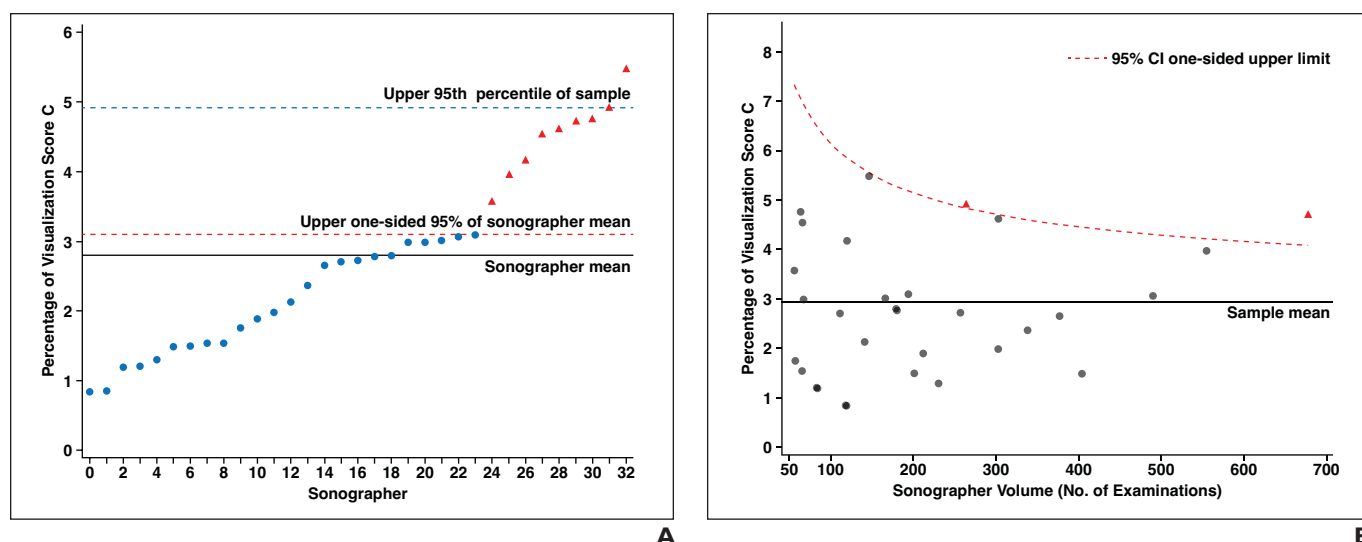 6
5
4
3
2
1
0
Percentage of Visualization Score C
Upper 95th percentile of sample
Upper one-sided 95% of sonographer mean
Sonographer mean
0 2 4 6 8 10 12 14 16 18 20 22 24 26 28 30 32
Sonographer
A
8
7
6
5
4
3
2
1
0
Percentage of Visualization Score C
95% CI one-sided upper limit
Sample mean
50 100 200 300 400 500 600 700
Sonographer Volume (No. of Examinations)